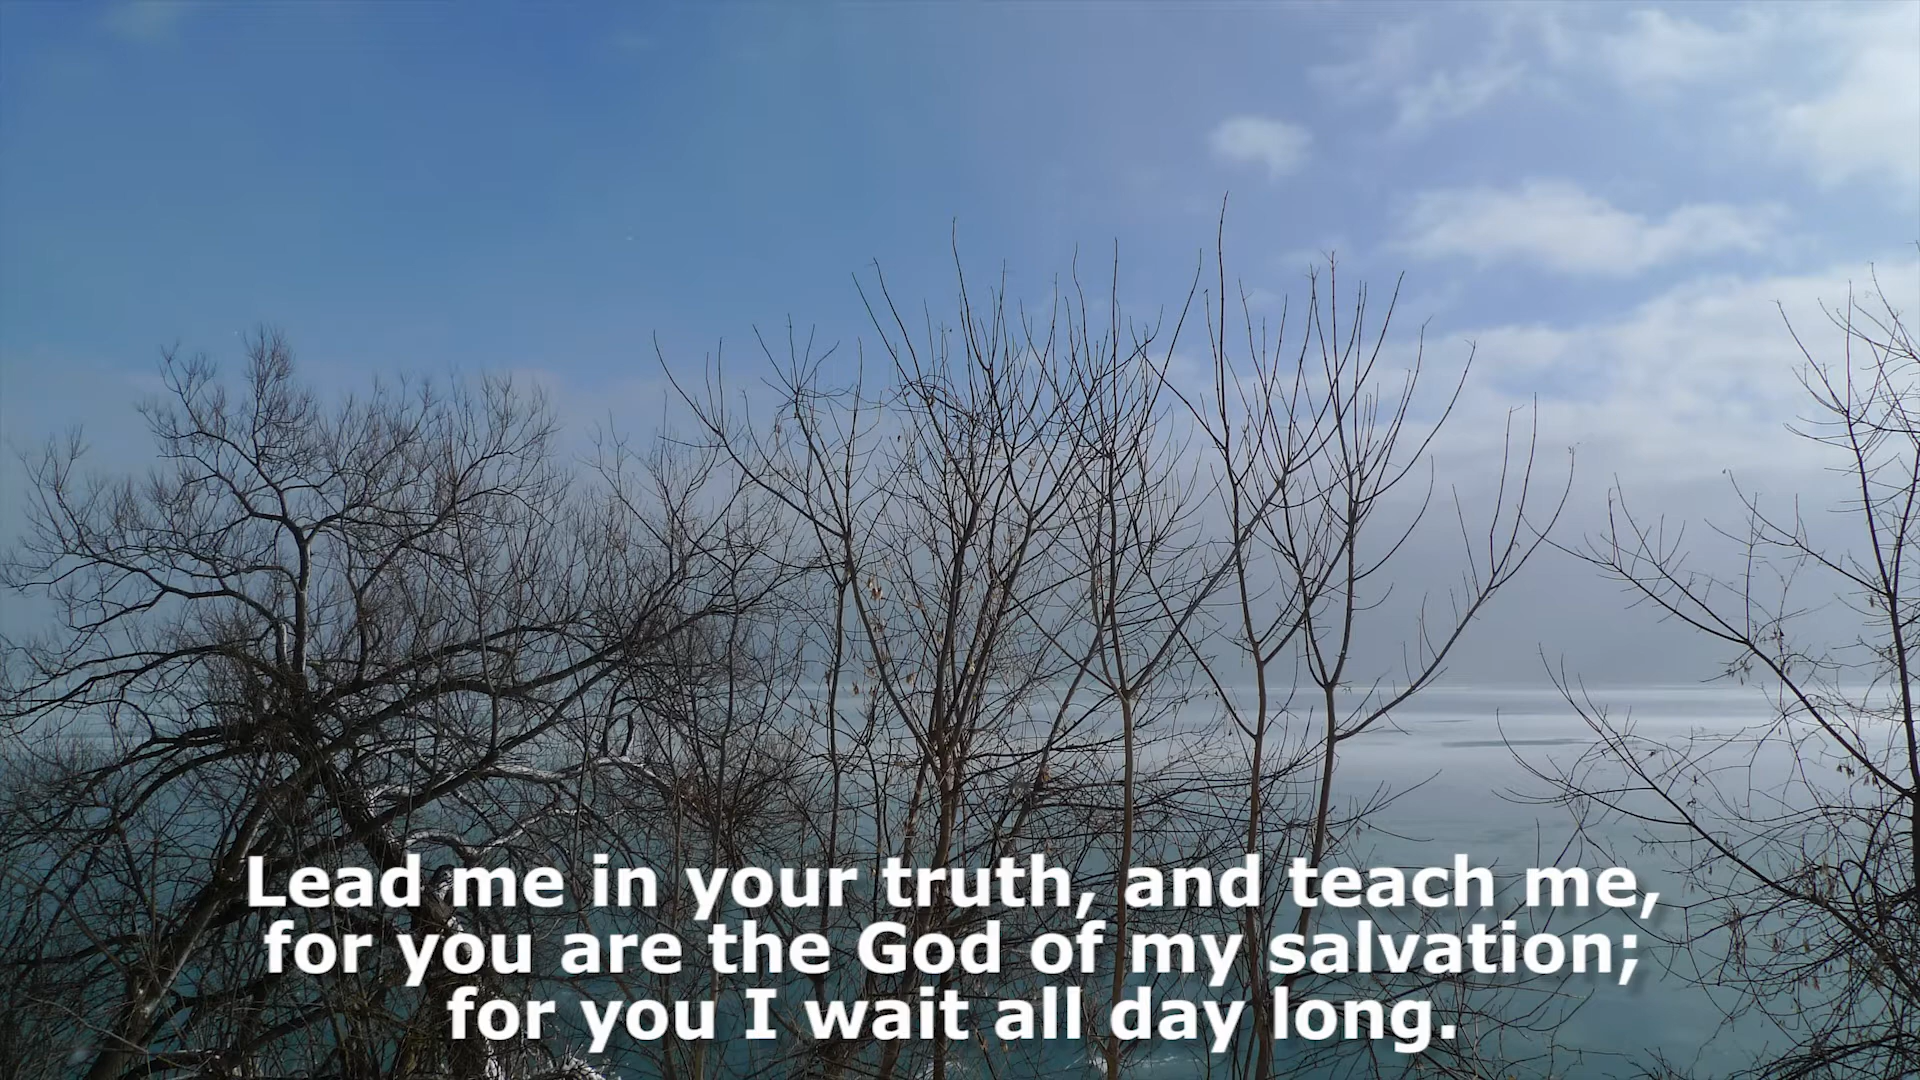 Lead me in your truth, and teach me,
for you are the God of my salvation;
for you I wait all day long.